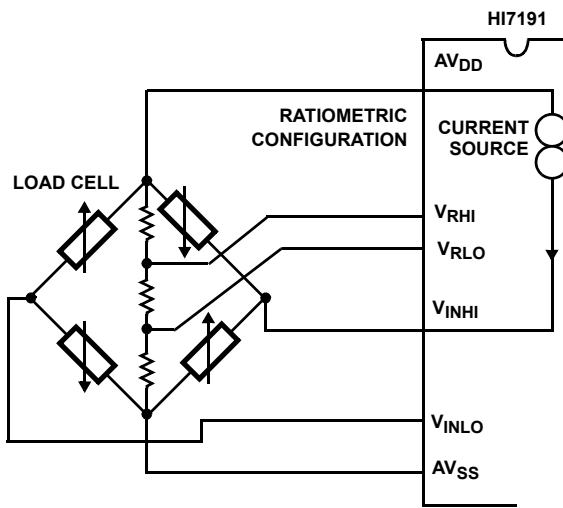 HI7191
AVDD
RATIOMETRIC
CONFIGURATION
CURRENT
SOURCE
LOAD CELL
VRHI
VRLO
VINHI
VINLO
AVSS